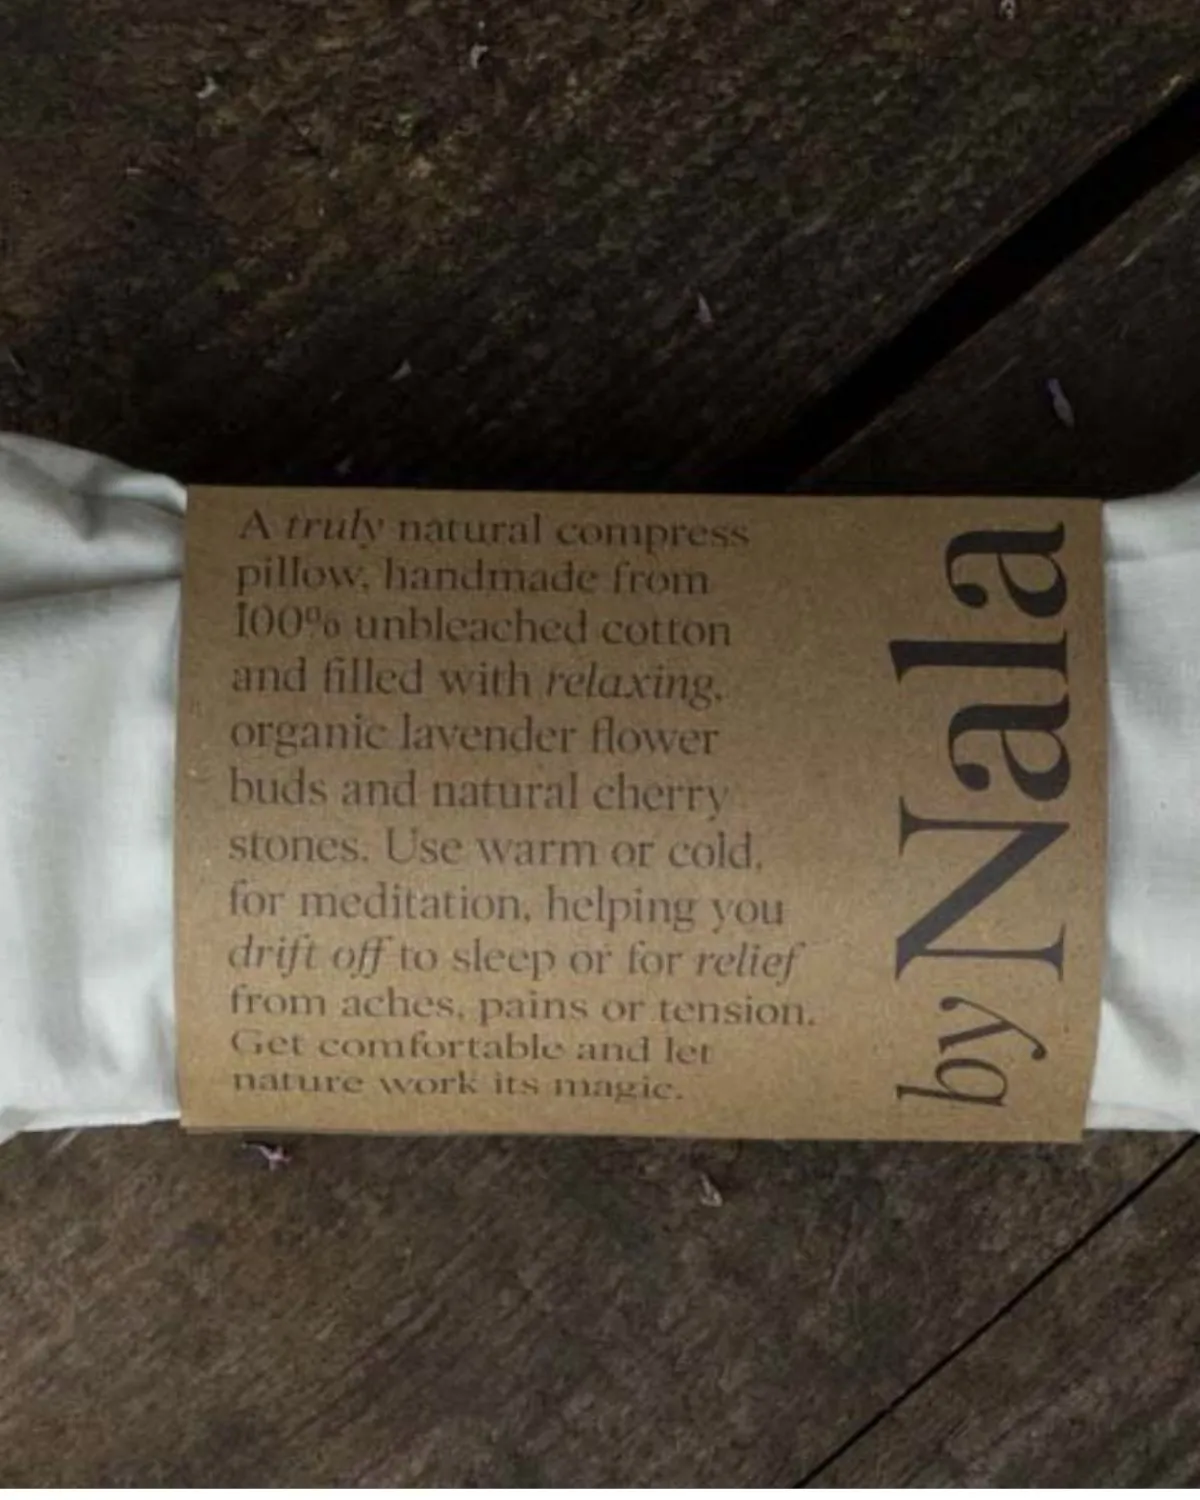 A truly natural compress
pillow, handmade from
100% unbleached cotton
and filled with relaxing,
organic lavender flower
buds and natural cherry
stones. Use warm or cold,
for meditation, helping you
drift off to sleep or for relief
from aches, pains or tension.
Get comfortable and let
nature work its magic.
by Nala